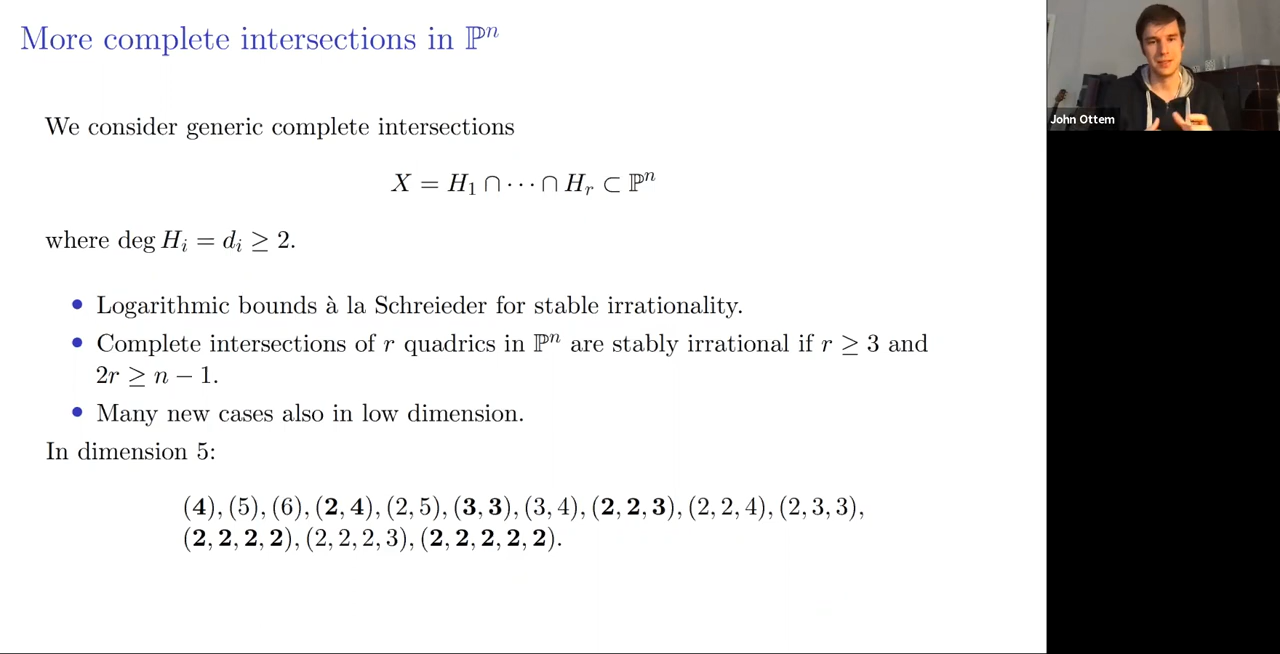 More complete intersections in ℙⁿ
We consider generic complete intersections
X = H₁ ∩ ··· ∩ Hᵣ ⊂ ℙⁿ
where deg Hᵢ = dᵢ ≥ 2.
• Logarithmic bounds à la Schreieder for stable irrationality.
• Complete intersections of r quadrics in ℙⁿ are stably irrational if r ≥ 3 and
2r ≥ n − 1.
• Many new cases also in low dimension.
In dimension 5:
(4), (5), (6), (2, 4), (2, 5), (3, 3), (3, 4), (2, 2, 3), (2, 2, 4), (2, 3, 3),
(2, 2, 2, 2), (2, 2, 2, 3), (2, 2, 2, 2, 2).
John Ottem